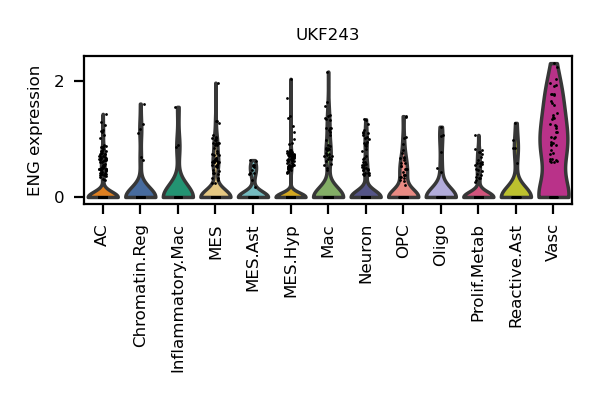 UKF243
ENG expression
2
0
AC
Chromatin.Reg
Inflammatory.Mac
MES
MES.Ast
MES.Hyp
Mac
Neuron
OPC
Oligo
Prolif.Metab
Reactive.Ast
Vasc